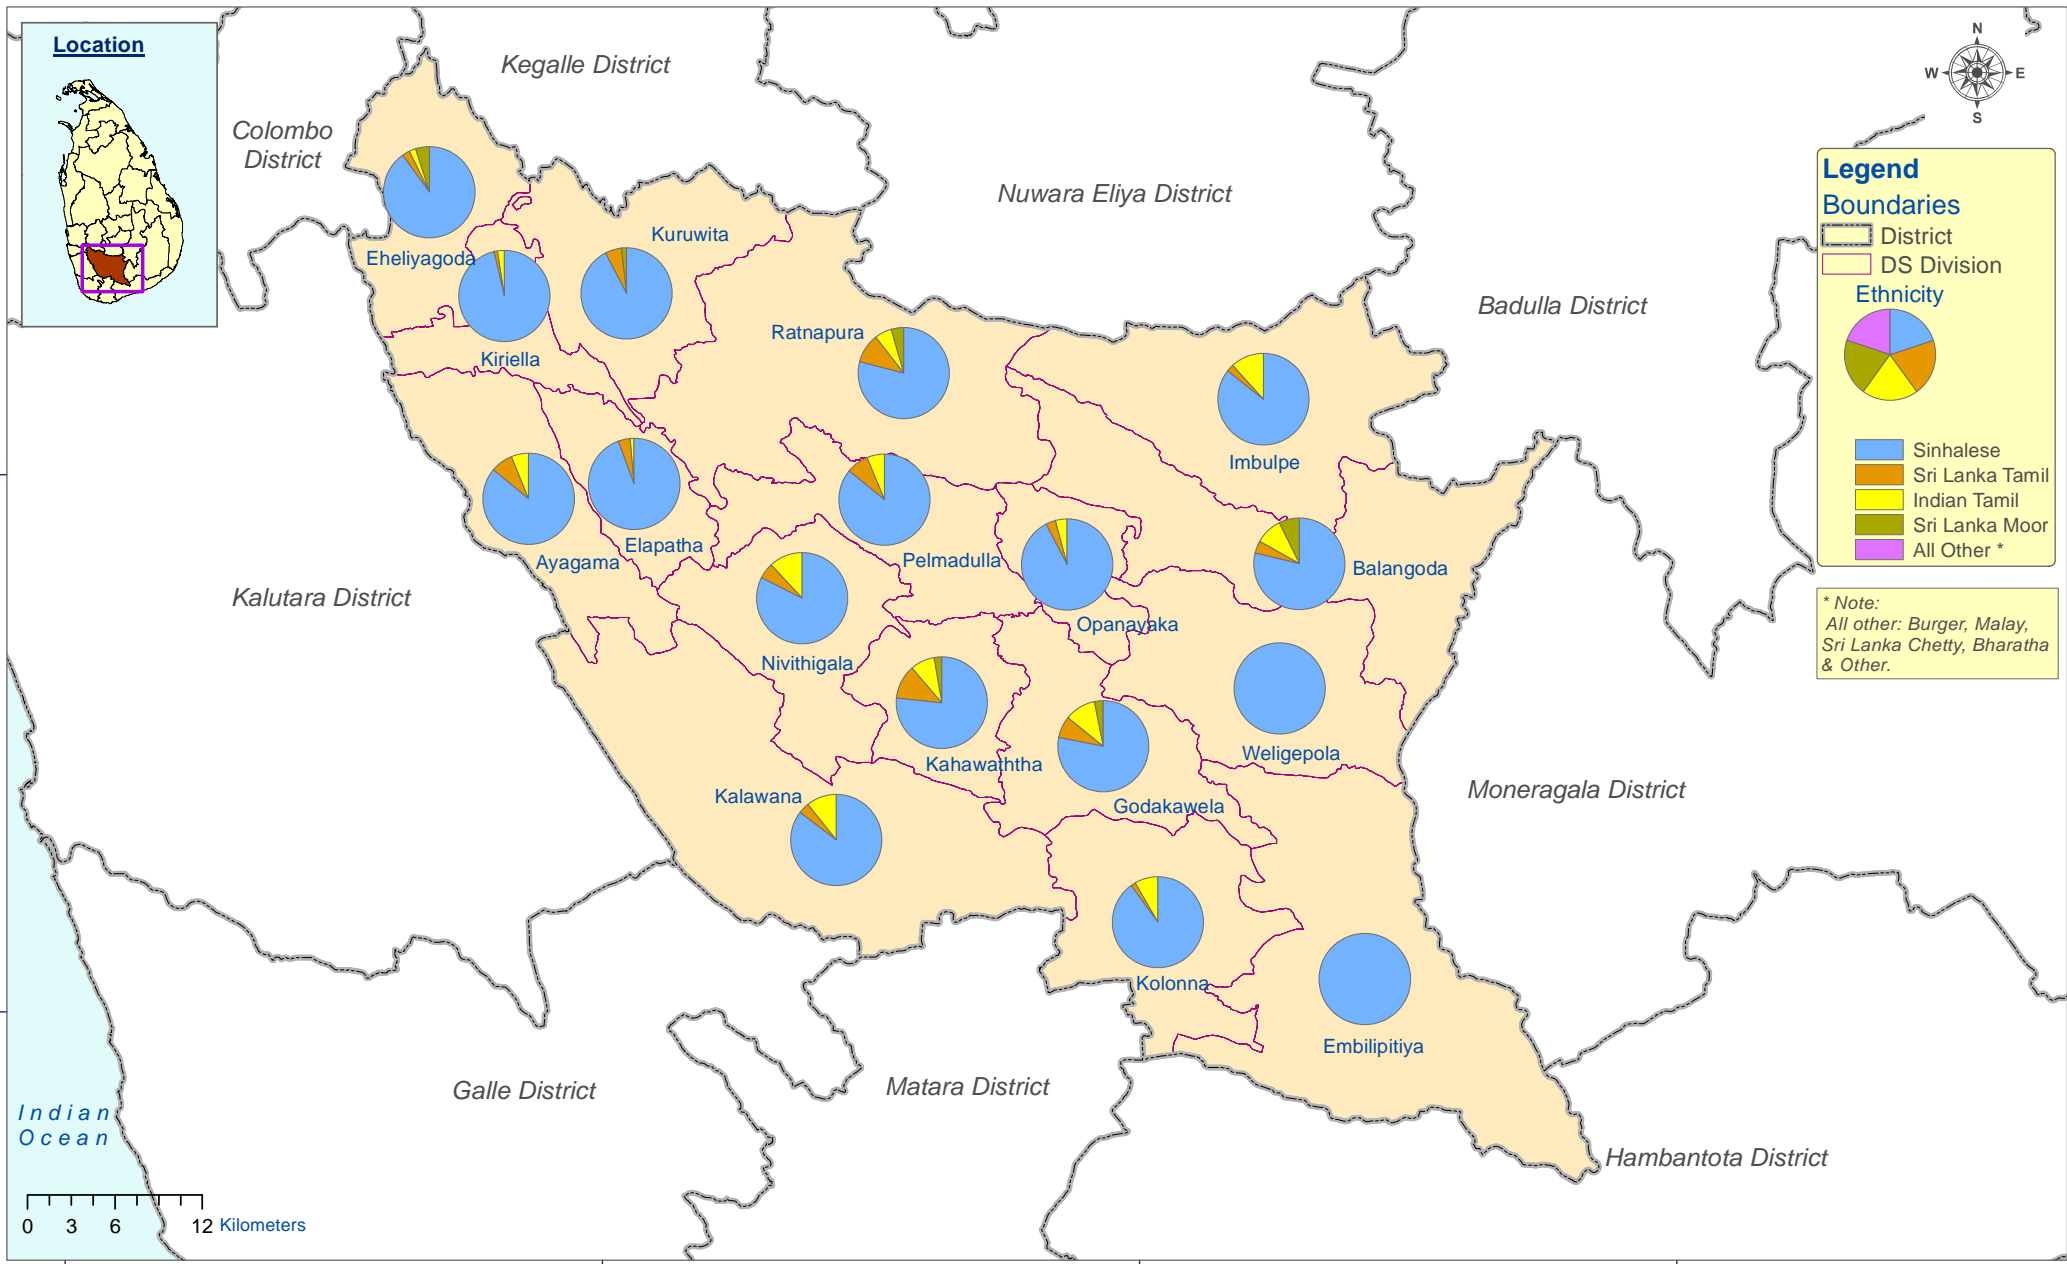 Location
Kegalle District
Colombo
District
Nuwara Eliya District
Badulla District
Kalutara District
Moneragala District
Galle District
Matara District
Hambantota District
Indian
Ocean
Eheliyagoda
Kuruwita
Kiriella
Ratnapura
Imbulpe
Ayagama
Elapatha
Pelmadulla
Balangoda
Opanayaka
Nivithigala
Weligepola
Kahawaththa
Godakawela
Kalawana
Kolonna
Embilipitiya
N
W
E
S
Legend
Boundaries
District
DS Division
Ethnicity
Sinhalese
Sri Lanka Tamil
Indian Tamil
Sri Lanka Moor
All Other *
* Note:
All other: Burger, Malay,
Sri Lanka Chetty, Bharatha
& Other.
0 3 6 12 Kilometers